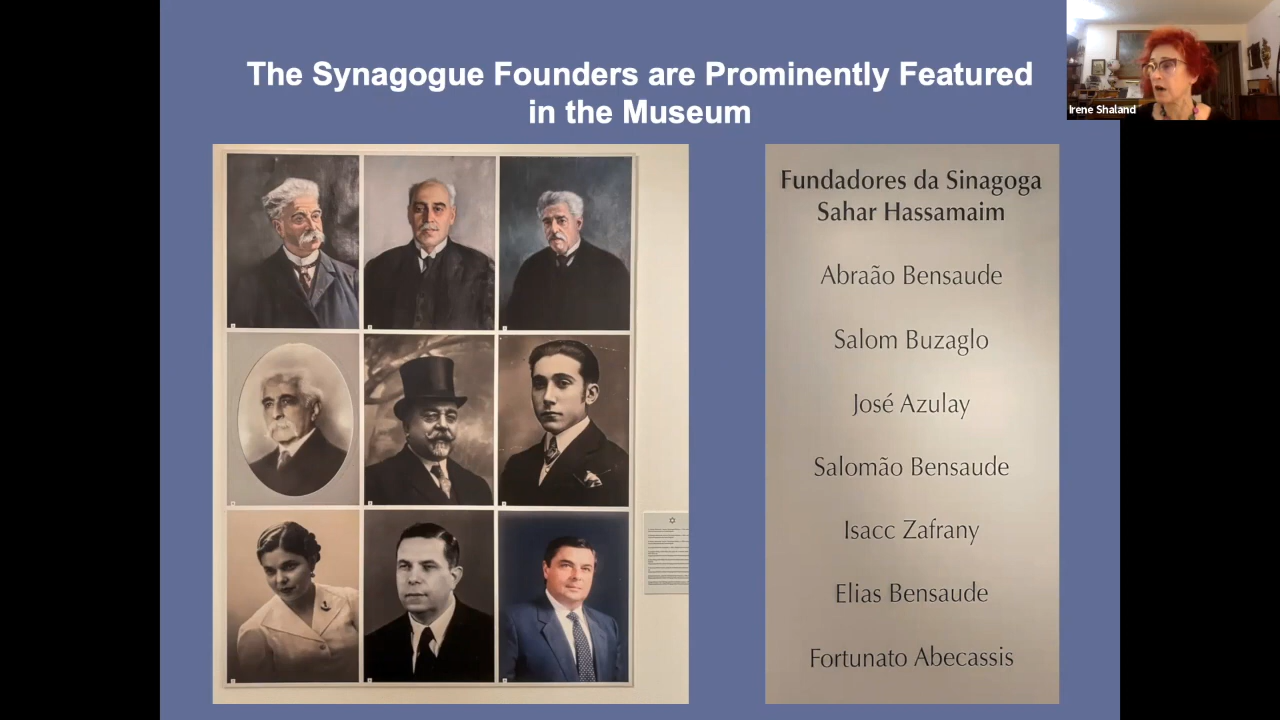 The Synagogue Founders are Prominently Featured
in the Museum
Irene Shaland
Fundadores da Sinagoga
Sahar Hassamaim
Abraão Bensaude
Salom Buzaglo
José Azulay
Salomão Bensaude
Isacc Zafrany
Elias Bensaude
Fortunato Abecassis